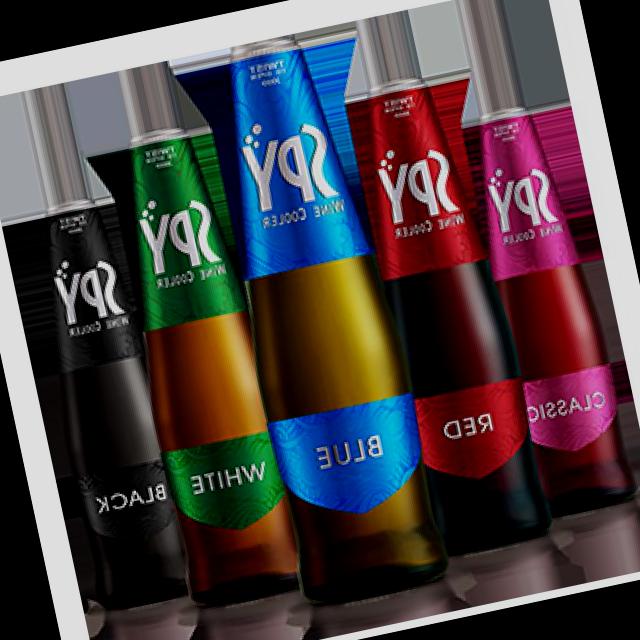 SPY
WINE COOLER
BLACK
SPY
WINE COOLER
WHITE
SPY
WINE COOLER
BLUE
SPY
WINE COOLER
RED
SPY
WINE COOLER
CLASSIC